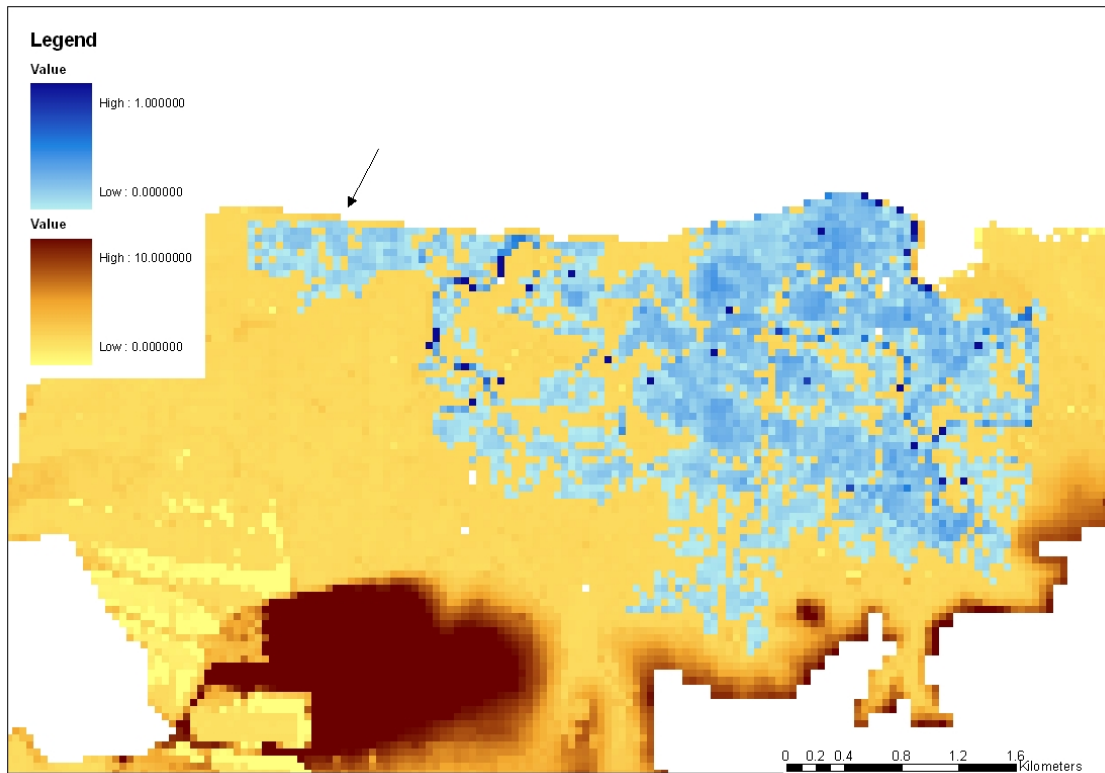 Legend
Value
High : 1.000000
Low : 0.000000
Value
High : 10.000000
Low : 0.000000
0 0.2 0.4 0.8 1.2 1.6
Kilometers